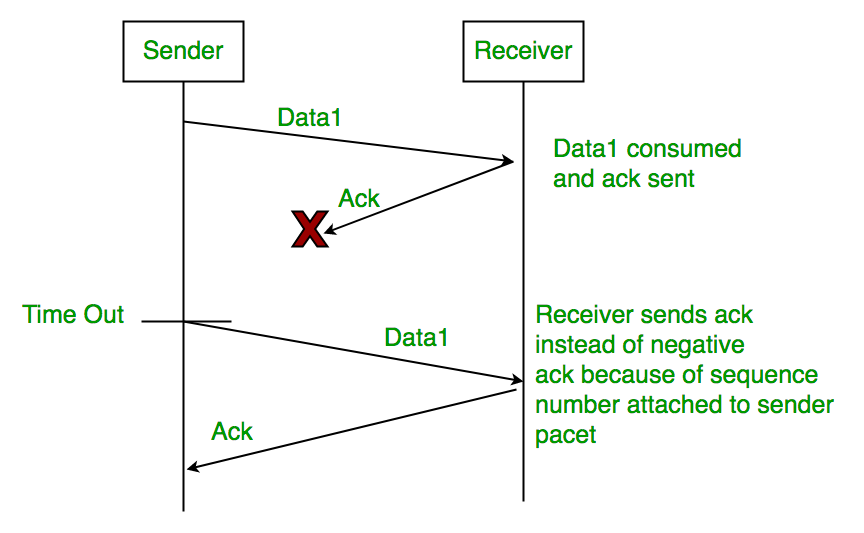 Sender
Receiver
Data1
Data1 consumed
and ack sent
Ack
X
Time Out
Receiver sends ack
instead of negative
ack because of sequence
number attached to sender
pacet
Data1
Ack